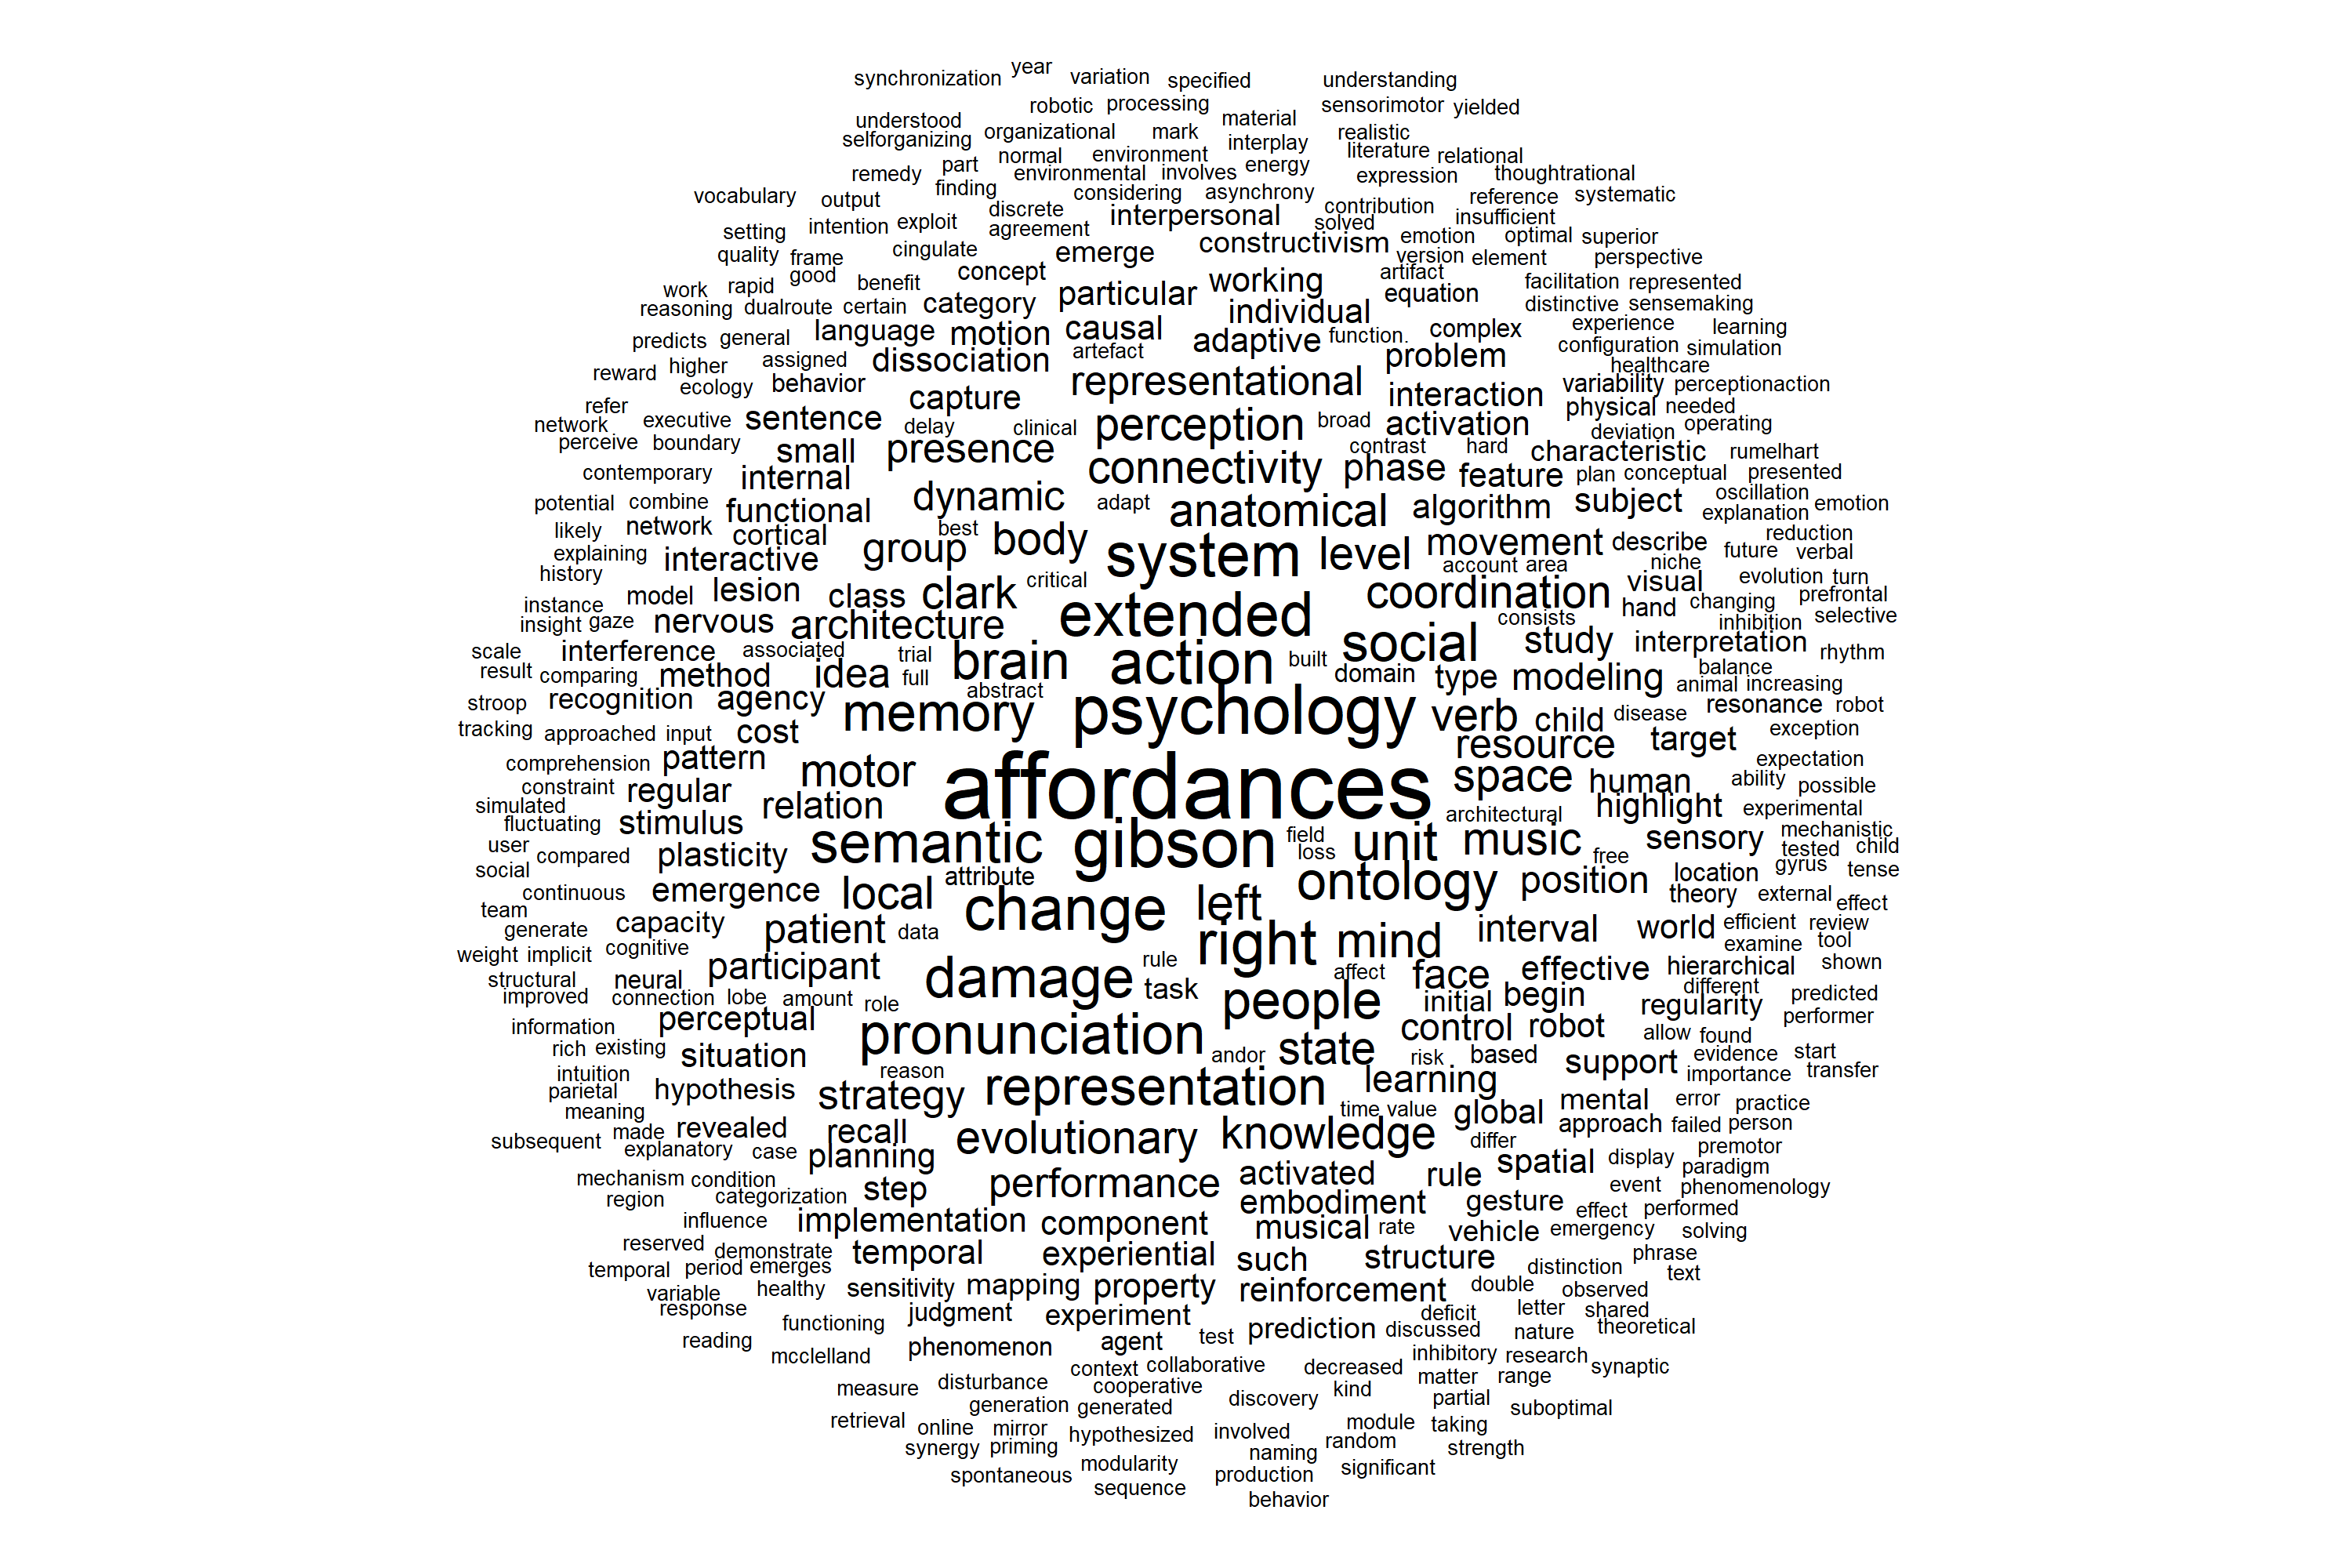 synchronization year variation specified understanding
robotic processing sensorimotor yielded
understood material
selforganizing organizational mark interplay realistic
normal environment literature relational
remedy part environmental involves energy expression thoughtrational
vocabulary output finding considering asynchrony reference systematic
discrete interpersonal contribution insufficient
setting intention exploit agreement solved
quality frame cingulate emerge constructivism emotion optimal superior
version element perspective
work rapid good benefit concept particular working artifact facilitation represented
reasoning dualroute certain category individual equation distinctive sensemaking
predicts general language motion causal adaptive function. complex experience learning
reward higher assigned dissociation artefact problem configuration simulation
ecology behavior representational interaction healthcare
refer capture variability perceptionaction
network executive sentence delay clinical perception broad activation physical needed
perceive boundary small presence contrast hard deviation operating
contemporary internal connectivity phase feature characteristic rumelhart
plan conceptual presented
potential combine functional dynamic adapt anatomical algorithm subject oscillation emotion
likely network cortical best explanation
explaining interactive group body system level movement describe reduction
history account area niche future verbal
instance model lesion class clark critical coordination visual evolution turn
insight gaze nervous architecture extended hand changing prefrontal
consists inhibition selective
scale interference associated trial brain action built social study interpretation rhythm
result comparing method idea full domain type modeling balance
stroop recognition agency abstract animal increasing
tracking approached input cost memory psychology verb child disease resonance robot
comprehension pattern resource target exception
constraint regular motor affordances space human expectation
simulated relation highlight ability possible
fluctuating stimulus architectural experimental
user compared plasticity semantic gibson field unit music sensory mechanistic
social loss free tested child
continuous emergence local attribute ontology position location gyrus tense
team capacity change left theory external effect
generate patient data right mind interval world efficient review
weight implicit cognitive examine tool
structural neural participant damage rule affect face effective hierarchical shown
improved connection lobe amount role task people initial begin different predicted
information perceptual pronunciation control robot regularity performer
rich existing situation andor state risk based allow found
intuition reason support evidence start
parietal hypothesis strategy representation learning importance transfer
meaning time value global mental error practice
subsequent made revealed recall evolutionary knowledge differ approach failed person
explanatory case planning premotor
mechanism condition activated rule spatial display paradigm
region categorization step performance embodiment gesture event phenomenology
influence implementation component musical rate vehicle effect performed
reserved demonstrate temporal experiential such structure emergency solving
temporal period emerges distinction phrase
variable healthy sensitivity mapping property reinforcement double observed text
response functioning judgment experiment deficit letter shared
reading phenomenon agent test prediction discussed nature theoretical
mcclelland context collaborative decreased inhibitory research synaptic
measure disturbance cooperative discovery kind matter range
generation generated partial suboptimal
retrieval online mirror hypothesized involved module taking
synergy priming naming random strength
spontaneous modularity production significant
sequence behavior